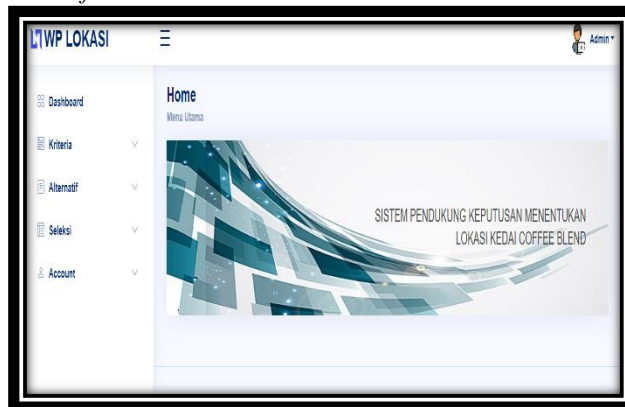 WP LOKASI
Admin
Dashboard
Kriteria
Alternatif
Seleksi
Account
Home
Menu Utama
SISTEM PENDUKUNG KEPUTUSAN MENENTUKAN
LOKASI KEDAI COFFEE BLEND